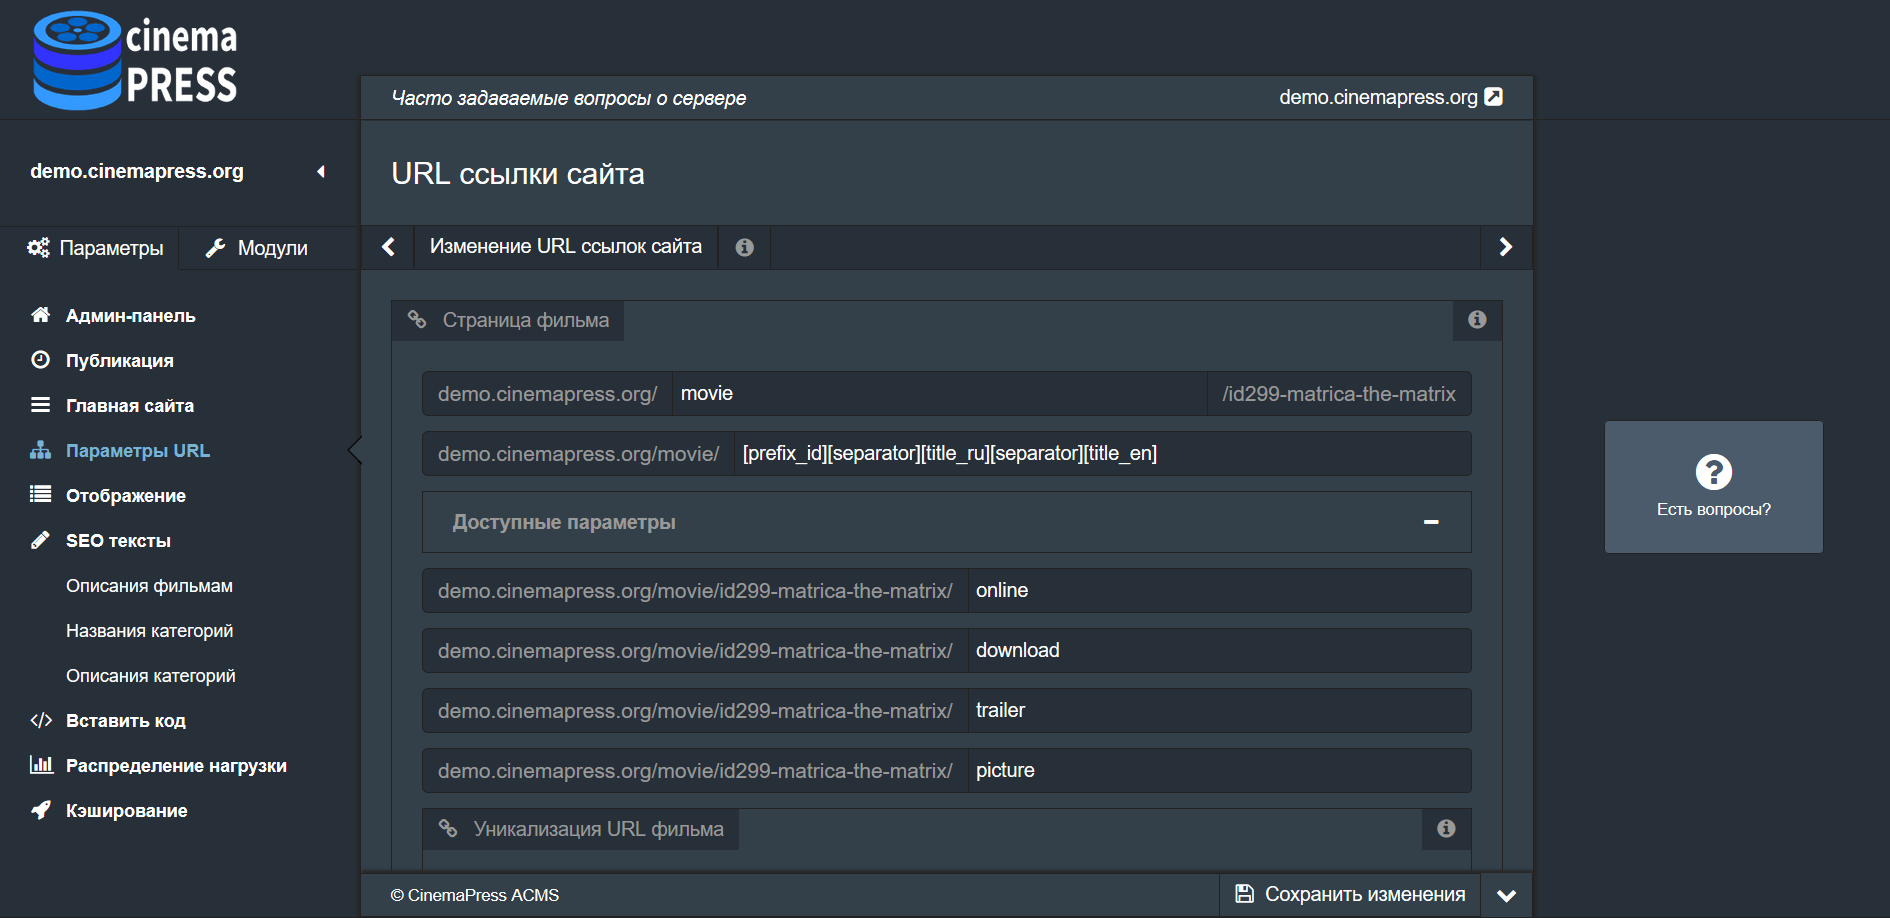 cinema
PRESS
Часто задаваемые вопросы о сервере
demo.cinemapress.org
demo.cinemapress.org
URL ссылки сайта
Параметры
Модули
Изменение URL ссылок сайта
Админ-панель
Публикация
Главная сайта
Параметры URL
Отображение
SEO тексты
Описания фильмам
Названия категорий
Описания категорий
Вставить код
Распределение нагрузки
Кэширование
Страница фильма
demo.cinemapress.org/ movie /id299-matrica-the-matrix
demo.cinemapress.org/movie/ [prefix_id][separator][title_ru][separator][title_en]
Доступные параметры
demo.cinemapress.org/movie/id299-matrica-the-matrix/ online
demo.cinemapress.org/movie/id299-matrica-the-matrix/ download
demo.cinemapress.org/movie/id299-matrica-the-matrix/ trailer
demo.cinemapress.org/movie/id299-matrica-the-matrix/ picture
Уникализация URL фильма
Есть вопросы?
© CinemaPress ACMS
Сохранить изменения